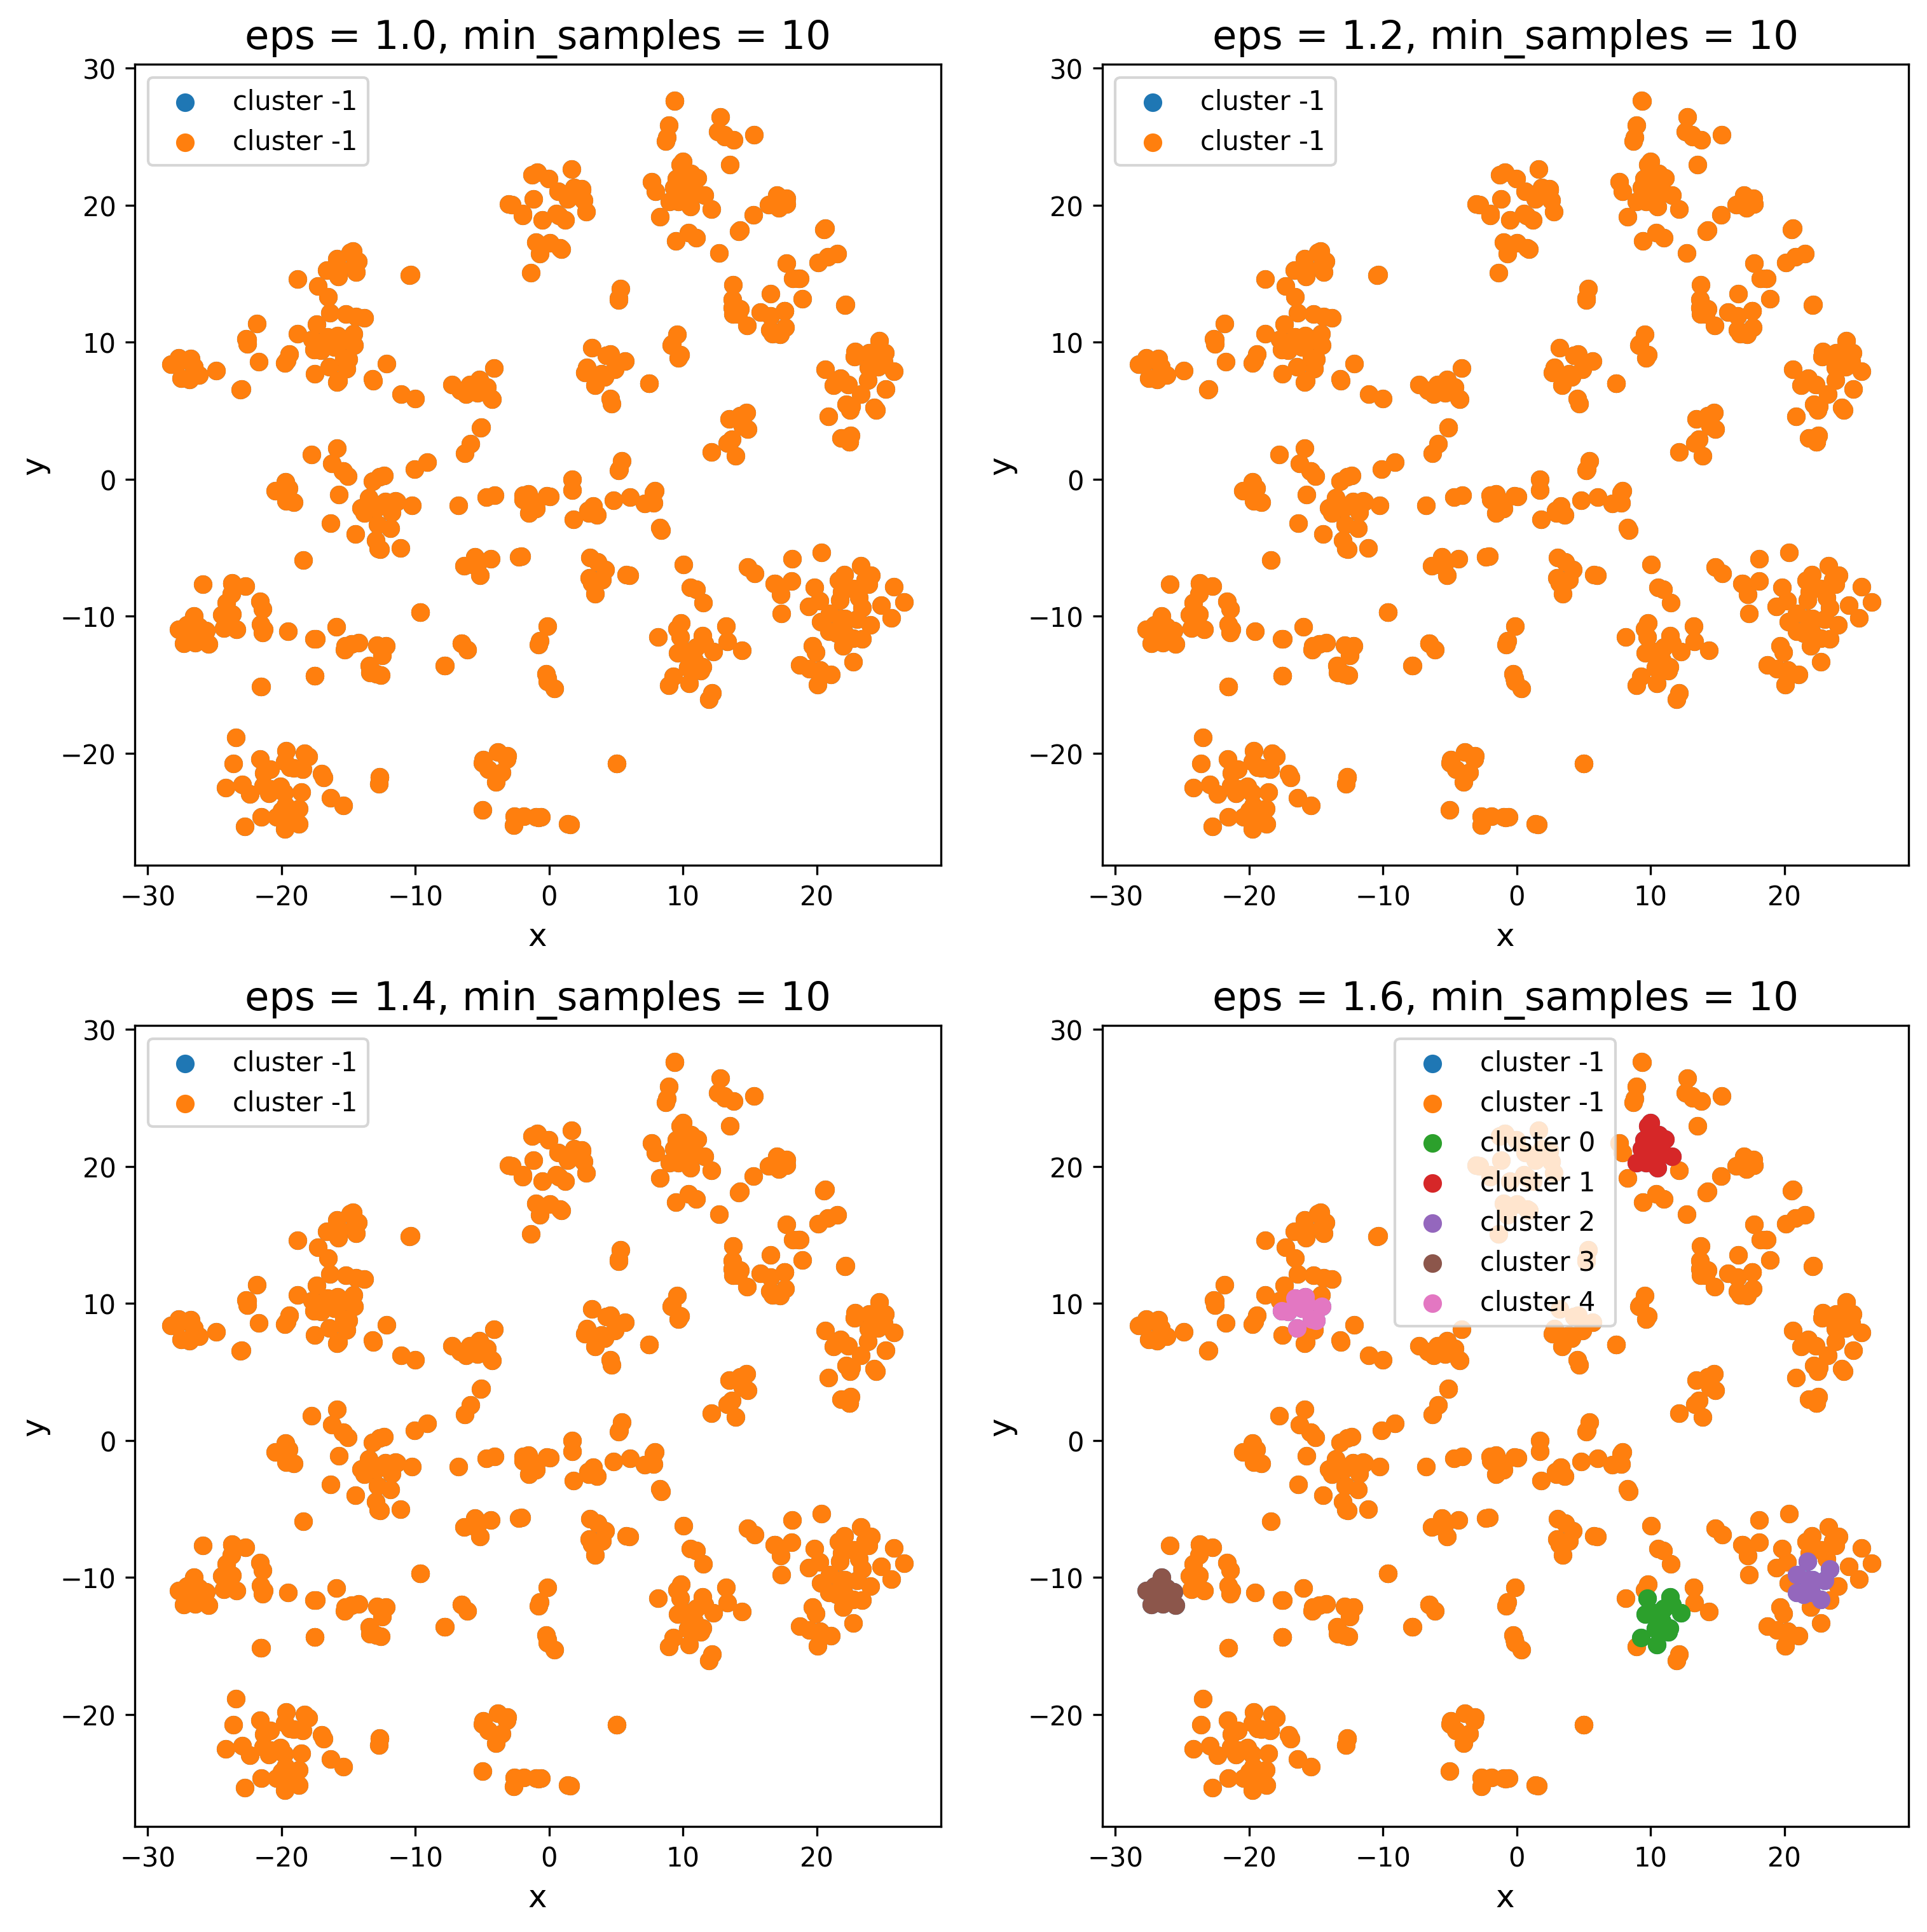 eps = 1.0, min_samples = 10
cluster -1
cluster -1
30
20
10
0
−10
−20
y
−30
−20
−10
0
10
20
x
eps = 1.2, min_samples = 10
cluster -1
cluster -1
30
20
10
0
−10
−20
y
−30
−20
−10
0
10
20
x
eps = 1.4, min_samples = 10
cluster -1
cluster -1
30
20
10
0
−10
−20
y
−30
−20
−10
0
10
20
x
eps = 1.6, min_samples = 10
cluster -1
cluster -1
cluster 0
cluster 1
cluster 2
cluster 3
cluster 4
30
20
10
0
−10
−20
y
−30
−20
−10
0
10
20
x